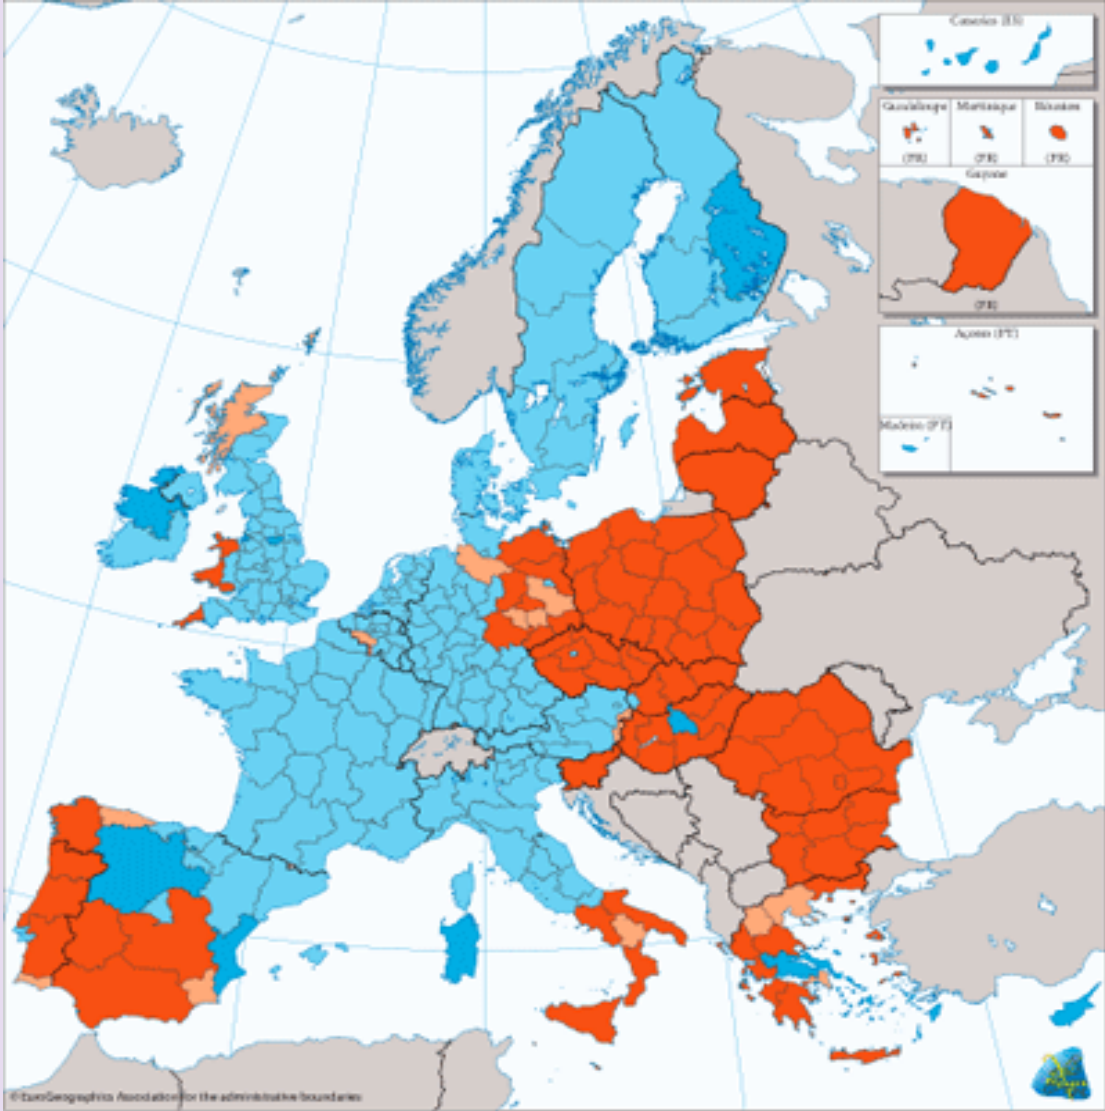 Canarias (ES)
Guadeloupe Martinique Réunion
(FR) (FR) (FR)
Guyane
(FR)
Açores (PT)
Madeira (PT)
© EuroGeographics Association for the administrative boundaries